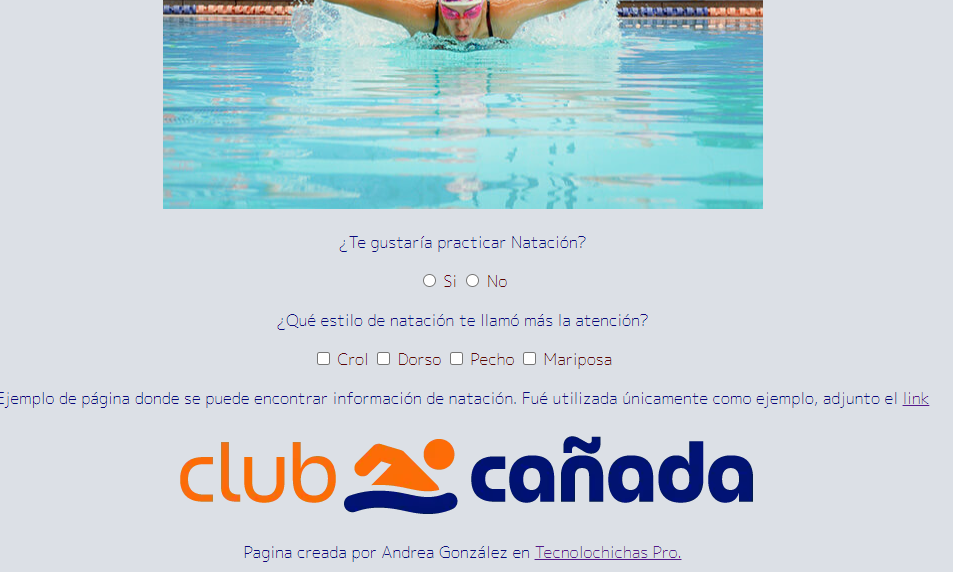 ¿Te gustaría practicar Natación?
Si No
¿Qué estilo de natación te llamó más la atención?
Crol Dorso Pecho Mariposa
Ejemplo de página donde se puede encontrar información de natación. Fué utilizada únicamente como ejemplo, adjunto el link
club cañada
Pagina creada por Andrea González en Tecnolochichas Pro.